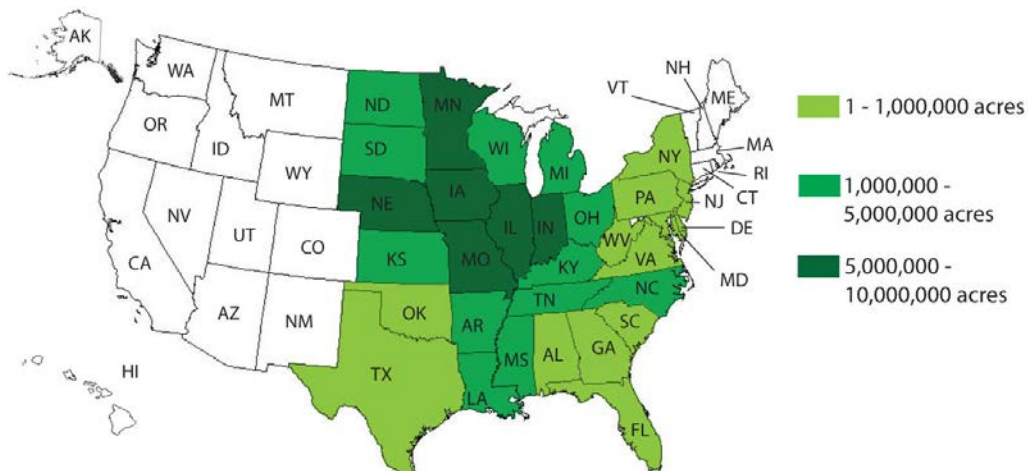 AK
WA
MT
ND
MN
VT
NH
ME
OR
ID
WY
SD
WI
MI
NY
MA
RI
CT
NV
UT
CO
NE
IA
IL
IN
OH
PA
NJ
DE
MD
CA
AZ
NM
KS
MO
KY
WV
VA
OK
AR
TN
NC
SC
TX
LA
MS
AL
GA
FL
HI
1 - 1,000,000 acres
1,000,000 -
5,000,000 acres
5,000,000 -
10,000,000 acres